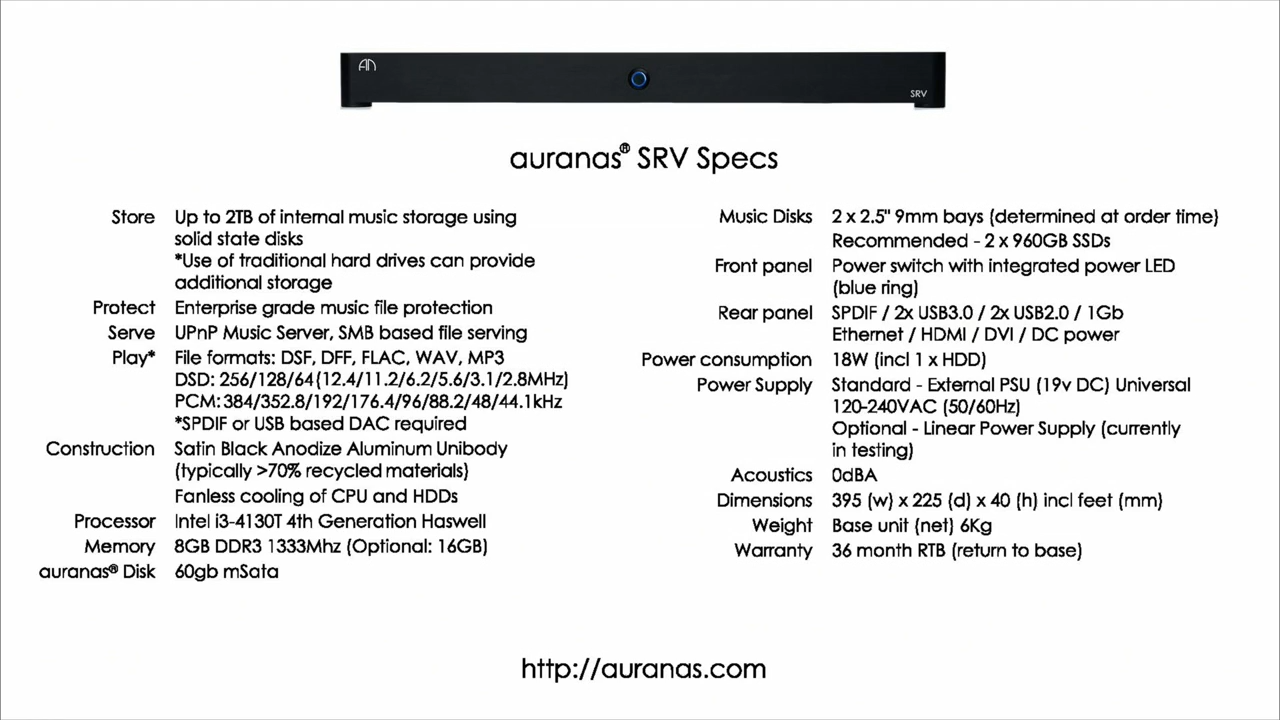 AN
SRV
auranas® SRV Specs
Store Up to 2TB of internal music storage using
solid state disks
*Use of traditional hard drives can provide
additional storage
Protect Enterprise grade music file protection
Serve UPnP Music Server, SMB based file serving
Play* File formats: DSF, DFF, FLAC, WAV, MP3
DSD: 256/128/64(12.4/11.2/6.2/5.6/3.1/2.8MHz)
PCM: 384/352.8/192/176.4/96/88.2/48/44.1kHz
*SPDIF or USB based DAC required
Construction Satin Black Anodize Aluminum Unibody
(typically >70% recycled materials)
Fanless cooling of CPU and HDDs
Processor Intel i3-4130T 4th Generation Haswell
Memory 8GB DDR3 1333Mhz (Optional: 16GB)
auranas® Disk 60gb mSata
Music Disks 2 x 2.5" 9mm bays (determined at order time)
Recommended - 2 x 960GB SSDs
Front panel Power switch with integrated power LED
(blue ring)
Rear panel SPDIF / 2x USB3.0 / 2x USB2.0 / 1Gb
Ethernet / HDMI / DVI / DC power
Power consumption 18W (incl 1 x HDD)
Power Supply Standard - External PSU (19v DC) Universal
120-240VAC (50/60Hz)
Optional - Linear Power Supply (currently
in testing)
Acoustics 0dBA
Dimensions 395 (w) x 225 (d) x 40 (h) incl feet (mm)
Weight Base unit (net) 6Kg
Warranty 36 month RTB (return to base)
http://auranas.com